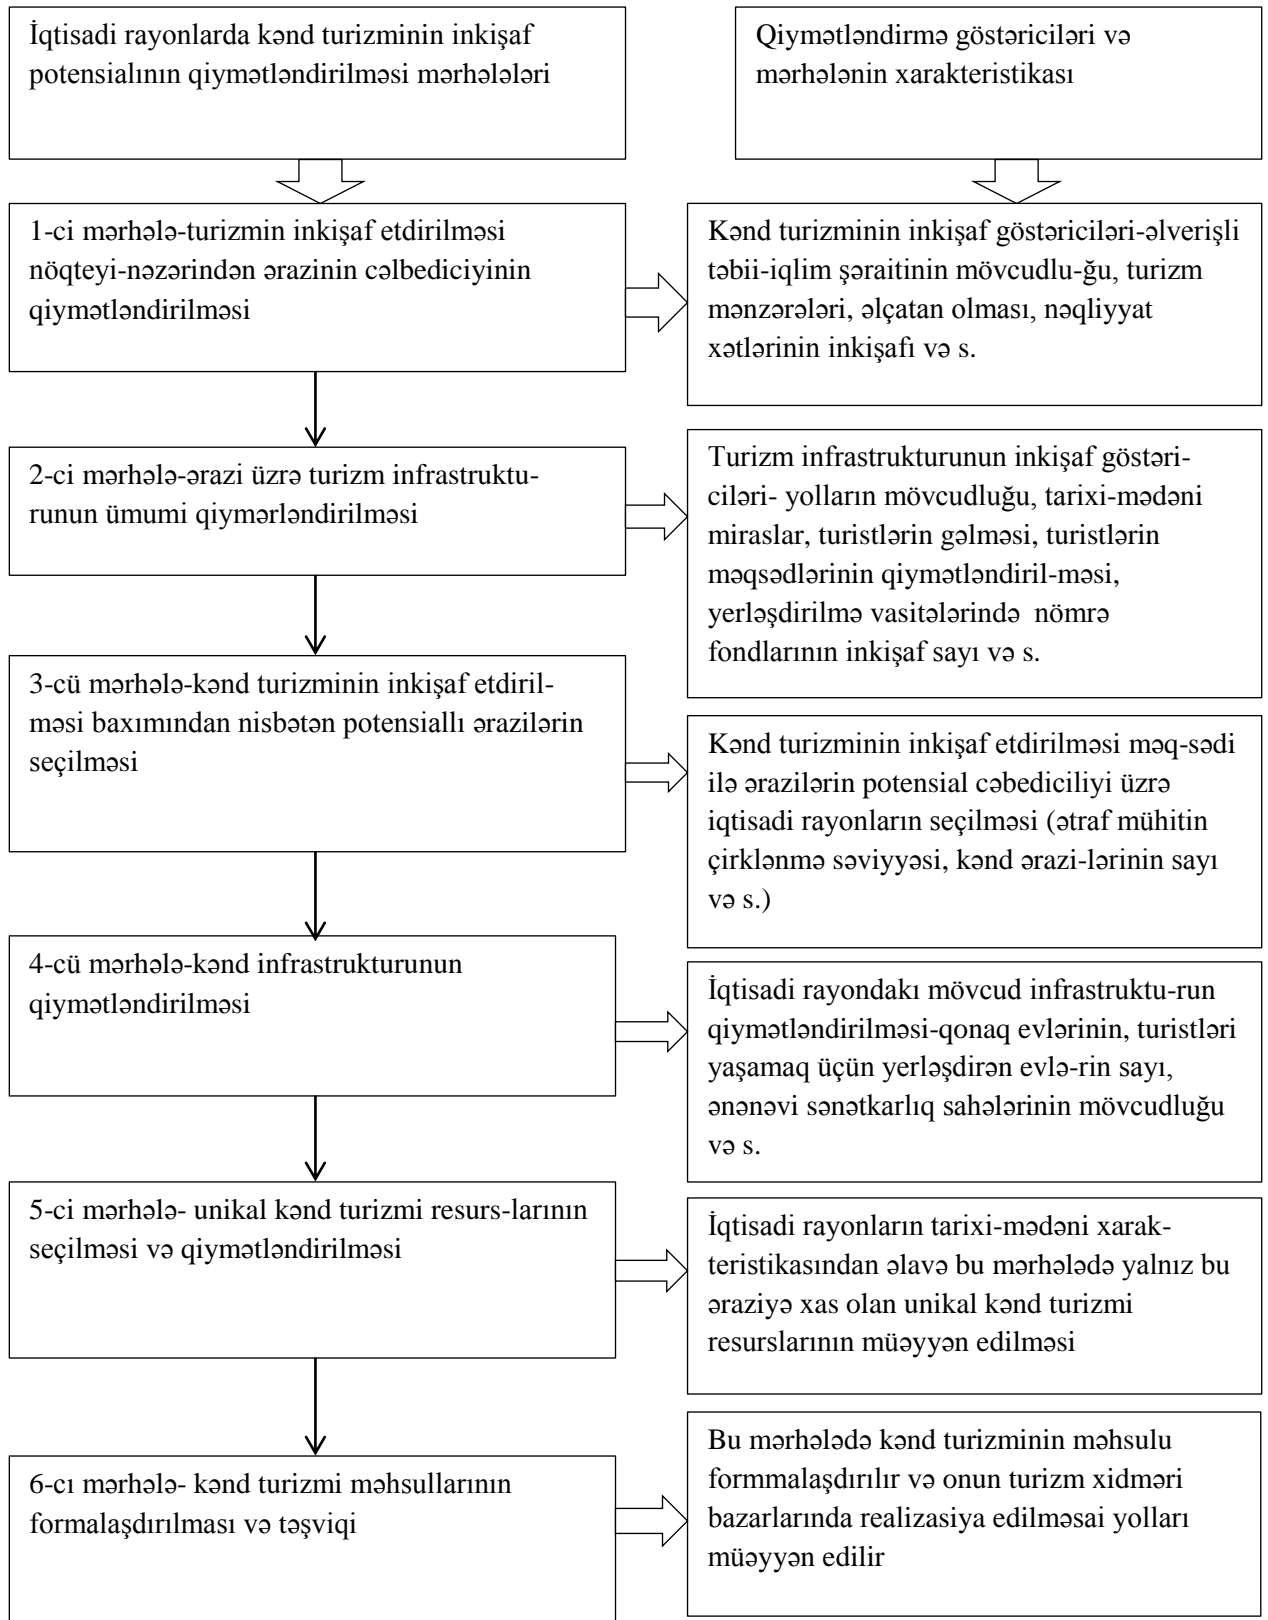 İqtisadi rayonlarda kənd turizminin inkişaf
potensialının qiymətləndirilməsi mərhələləri
Qiymətləndirmə göstəriciləri və
mərhələnin xarakteristikası
1-ci mərhələ-turizmin inkişaf etdirilməsi
nöqteyi-nəzərindən ərazinin cəlbediciyinin
qiymətləndirilməsi
Kənd turizminin inkişaf göstəriciləri-əlverişli
təbii-iqlim şəraitinin mövcudlu-ğu, turizm
mənzərələri, əlçatan olması, nəqliyyat
xətlərinin inkişafı və s.
2-ci mərhələ-ərazi üzrə turizm infrastruktu-
runun ümumi qiymərləndirilməsi
Turizm infrastrukturunun inkişaf göstəri-
ciləri- yolların mövcudluğu, tarixi-mədəni
miraslar, turistlərin gəlməsi, turistlərin
məqsədlərinin qiymətləndiril-məsi,
yerləşdirilmə vasitələrində nömrə
fondlarının inkişaf sayı və s.
3-cü mərhələ-kənd turizminin inkişaf etdiril-
məsi baxımından nisbətən potensiallı ərazilərin
seçilməsi
Kənd turizminin inkişaf etdirilməsi məq-sədi
ilə ərazilərin potensial cəbediciliyi üzrə
iqtisadi rayonların seçilməsi (ətraf mühitin
çirklənmə səviyyəsi, kənd ərazi-lərinin sayı
və s.)
4-cü mərhələ-kənd infrastrukturunun
qiymətləndirilməsi
İqtisadi rayondakı mövcud infrastruktu-run
qiymətləndirilməsi-qonaq evlərinin, turistləri
yaşamaq üçün yerləşdirən evlə-rin sayı,
ənənəvi sənətkarlıq sahələrinin mövcudluğu
və s.
5-ci mərhələ- unikal kənd turizmi resurs-larının
seçilməsi və qiymətləndirilməsi
İqtisadi rayonların tarixi-mədəni xarak-
teristikasından əlavə bu mərhələdə yalnız bu
əraziyə xas olan unikal kənd turizmi
resurslarının müəyyən edilməsi
6-cı mərhələ- kənd turizmi məhsullarının
formalaşdırılması və təşviqi
Bu mərhələdə kənd turizminin məhsulu
formmalaşdırılır və onun turizm xidməri
bazarlarında realizasiya edilməsai yolları
müəyyən edilir